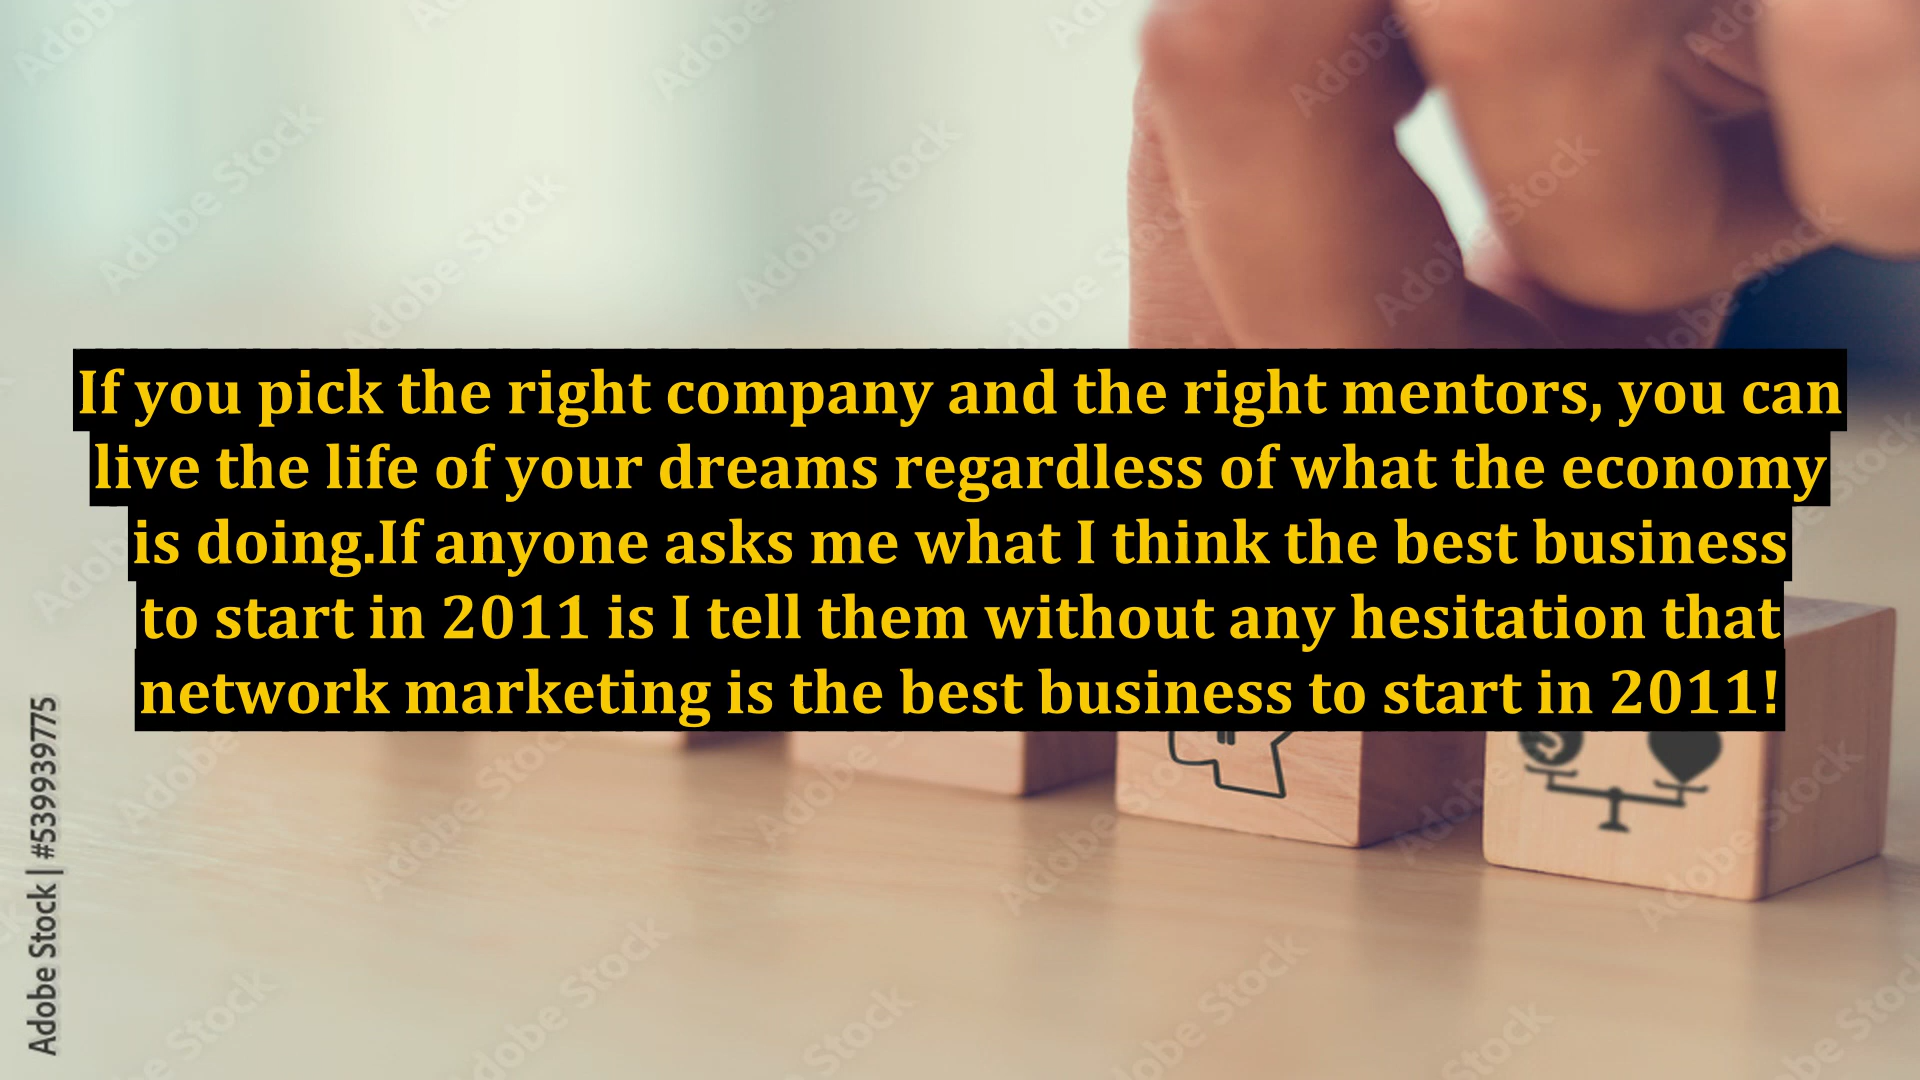 If you pick the right company and the right mentors, you can
live the life of your dreams regardless of what the economy
is doing.If anyone asks me what I think the best business
to start in 2011 is I tell them without any hesitation that
network marketing is the best business to start in 2011!
Adobe Stock | #539939775
Adobe Stock